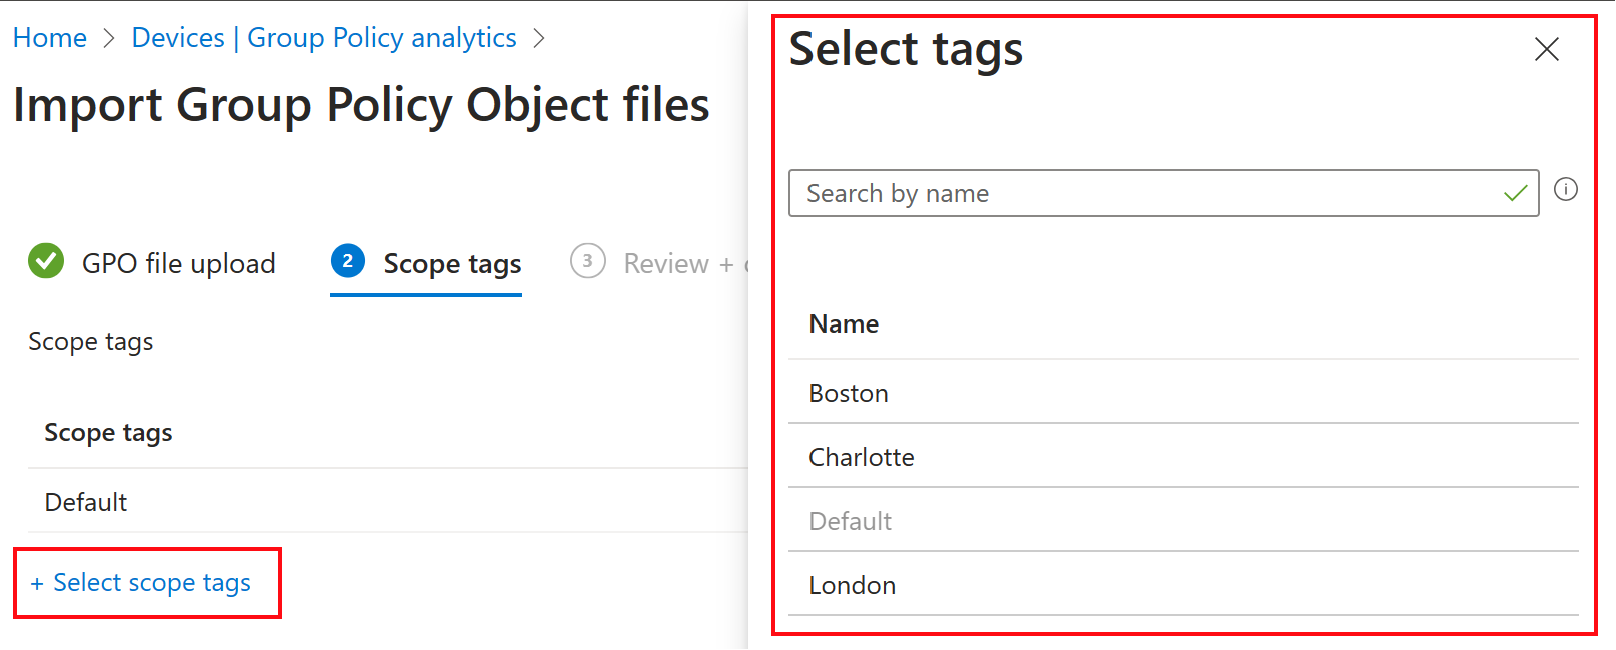 Home > Devices | Group Policy analytics >
Import Group Policy Object files
GPO file upload
2 Scope tags
3 Review +
Scope tags
Scope tags
Default
+ Select scope tags
Select tags
Search by name
Name
Boston
Charlotte
Default
London